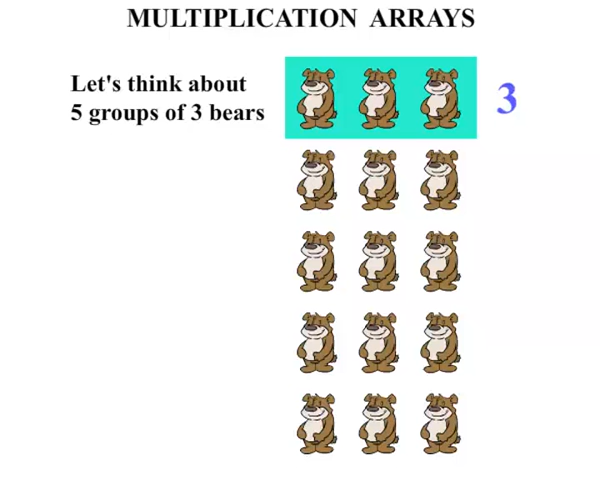 MULTIPLICATION ARRAYS
Let's think about
5 groups of 3 bears
3